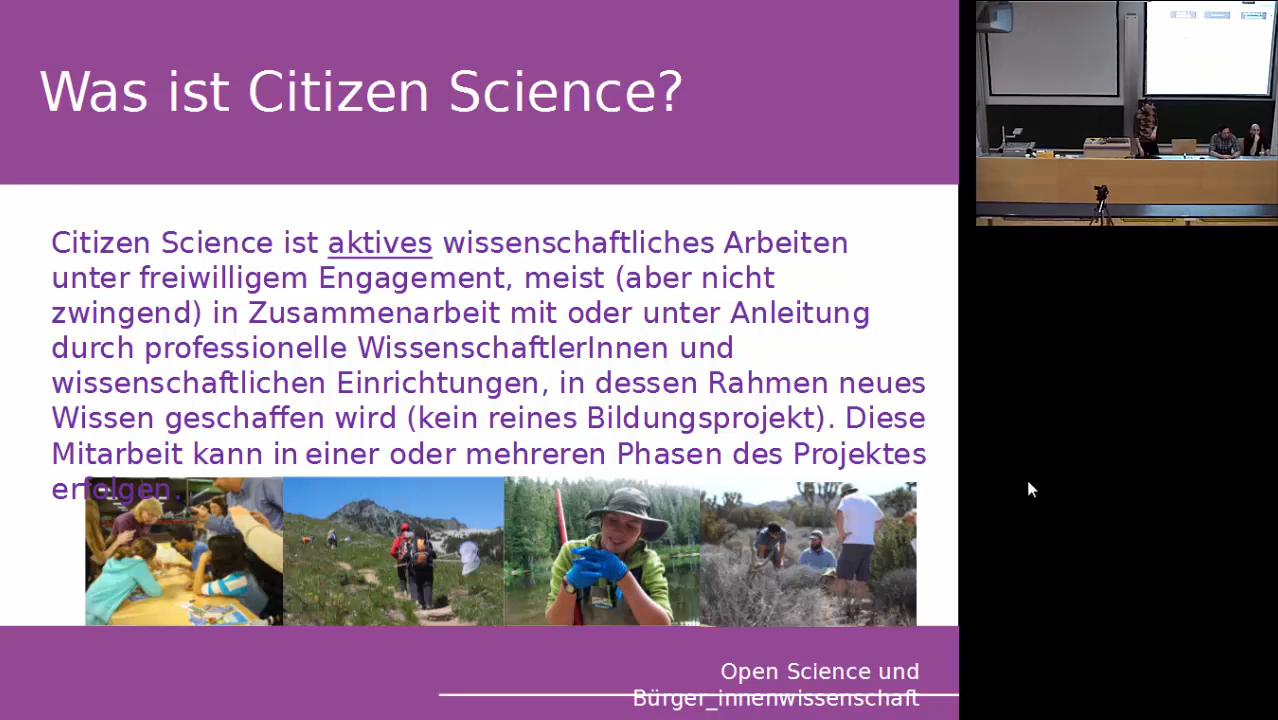 Was ist Citizen Science?
Citizen Science ist aktives wissenschaftliches Arbeiten
unter freiwilligem Engagement, meist (aber nicht
zwingend) in Zusammenarbeit mit oder unter Anleitung
durch professionelle WissenschaftlerInnen und
wissenschaftlichen Einrichtungen, in dessen Rahmen neues
Wissen geschaffen wird (kein reines Bildungsprojekt). Diese
Mitarbeit kann in einer oder mehreren Phasen des Projektes
erfolgen.
Open Science und
Bürger_innenwissenschaft